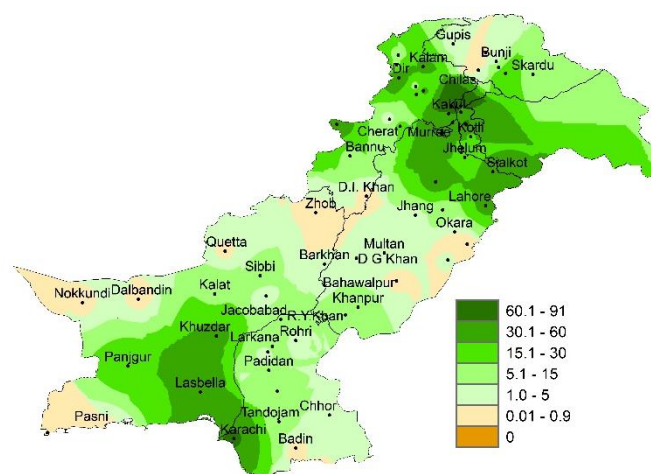 Gupis
Kalam
Bunji
Skardu
Dir
Chilas
Kakul
Cherat
Murree
Kotli
Bannu
Jhelum
Sialkot
D.I. Khan
Zhob
Jhang
Lahore
Okara
Quetta
Multan
Barkhan
D G Khan
Sibbi
Bahawalpur
Nokkundi
Dalbandin
Kalat
Jacobabad
Khanpur
R.Y.Khan
Khuzdar
Larkana
Rohri
Panjgur
Padidan
Lasbella
Pasni
Tandojam
Chhor
Karachi
Badin
60.1 - 91
30.1 - 60
15.1 - 30
5.1 - 15
1.0 - 5
0.01 - 0.9
0